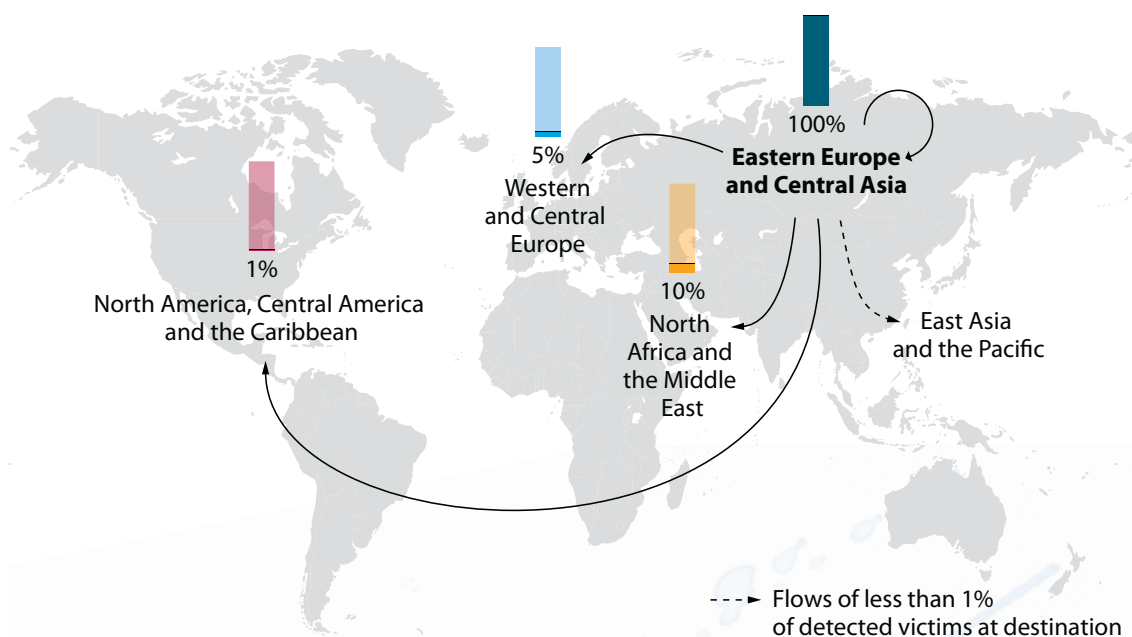 100%
Eastern Europe
and Central Asia
5%
Western
and Central
Europe
1%
North America, Central America
and the Caribbean
10%
North
Africa and
the Middle
East
East Asia
and the Pacific
Flows of less than 1%
of detected victims at destination